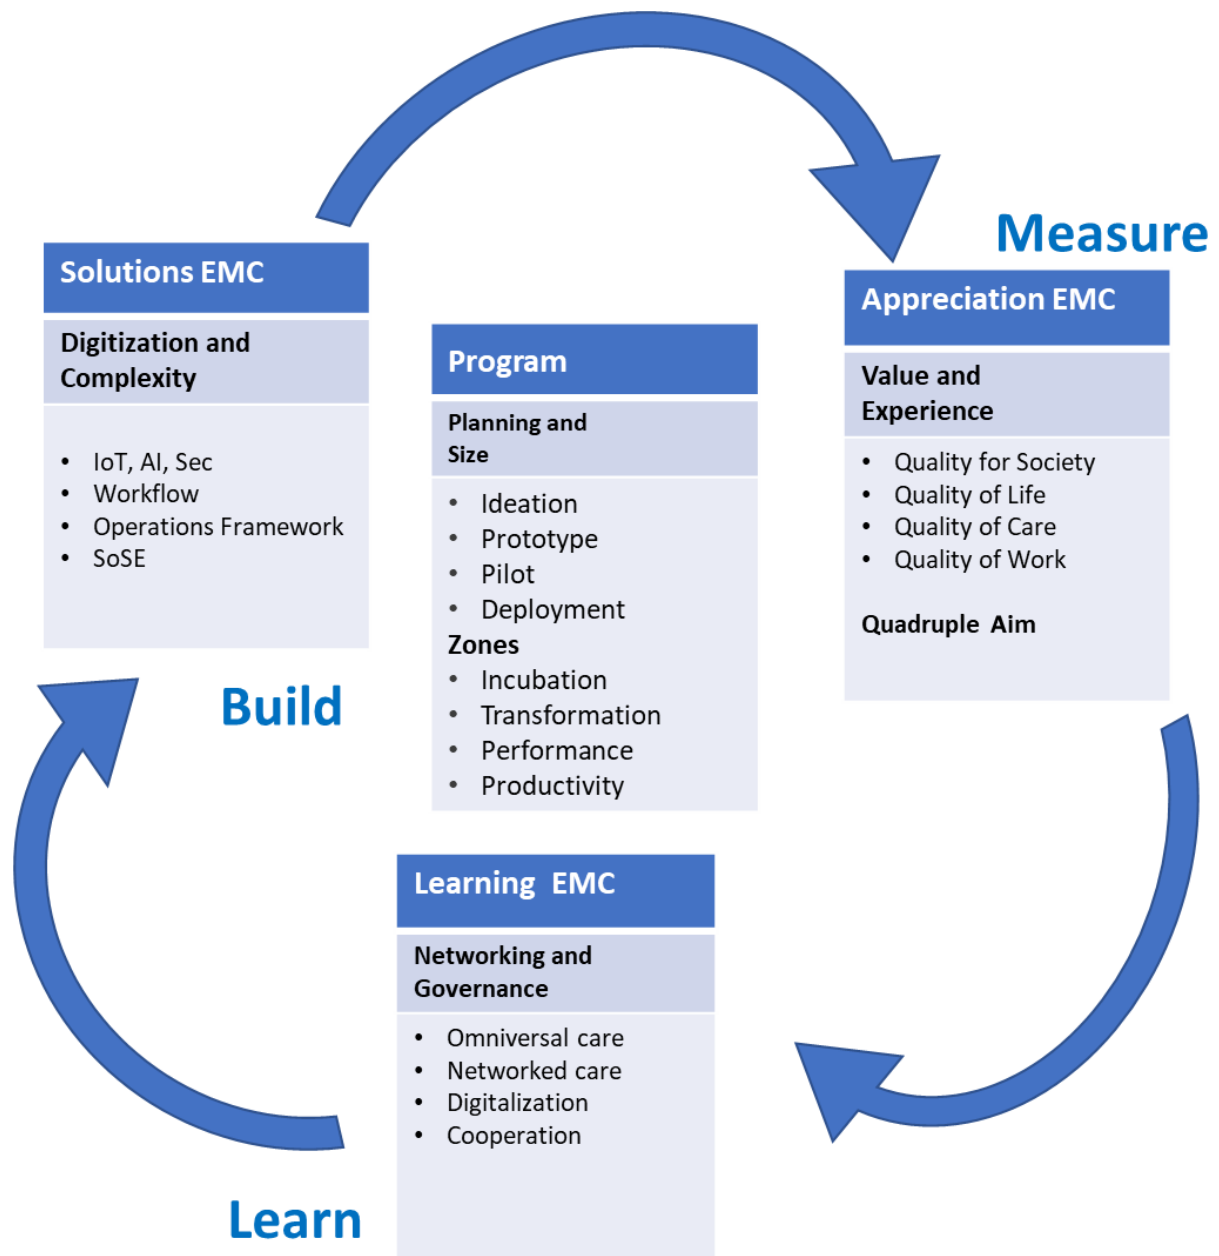 Measure
Solutions EMC
Digitization and
Complexity
• IoT, AI, Sec
• Workflow
• Operations Framework
• SoSE
Build
Program
Planning and
Size
• Ideation
• Prototype
• Pilot
• Deployment
Zones
• Incubation
• Transformation
• Performance
• Productivity
Appreciation EMC
Value and
Experience
• Quality for Society
• Quality of Life
• Quality of Care
• Quality of Work
Quadruple Aim
Learning EMC
Networking and
Governance
• Omniversal care
• Networked care
• Digitalization
• Cooperation
Learn